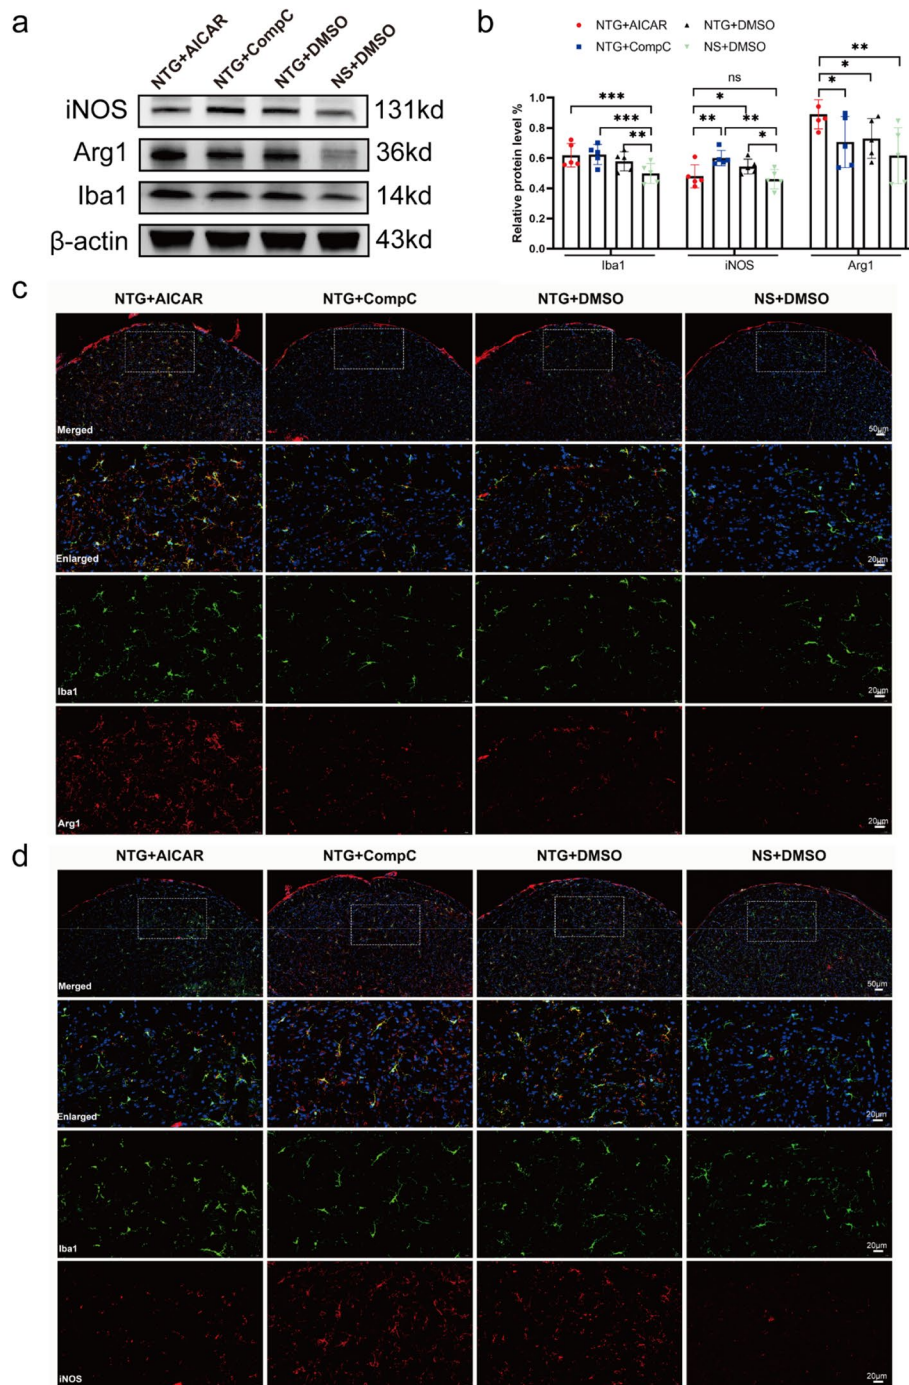 a
NTG+AICAR
NTG+CompC
NTG+DMSO
NS+DMSO
iNOS 131kd
Arg1 36kd
Iba1 14kd
β-actin 43kd
b
NTG+AICAR NTG+DMSO
NTG+CompC NS+DMSO
Relative protein level %
1.0
0.8
0.6
0.4
0.2
0.0
***
***
**
ns
*
**
**
*
**
*
*
Iba1 iNOS Arg1
c
NTG+AICAR NTG+CompC NTG+DMSO NS+DMSO
Merged 50μm
Enlarged 20μm
Iba1 20μm
Arg1 20μm
d
NTG+AICAR NTG+CompC NTG+DMSO NS+DMSO
Merged 50μm
Enlarged 20μm
Iba1 20μm
iNOS 20μm